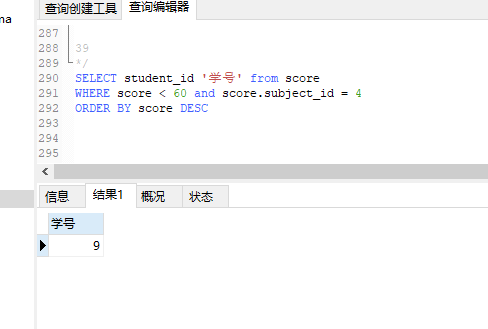 ma
查询创建工具 查询编辑器
287
288 39
289 */
290 SELECT student_id '学号' from score
291 WHERE score < 60 and score.subject_id = 4
292 ORDER BY score DESC
293
294
295
信息 结果1 概况 状态
学号
9